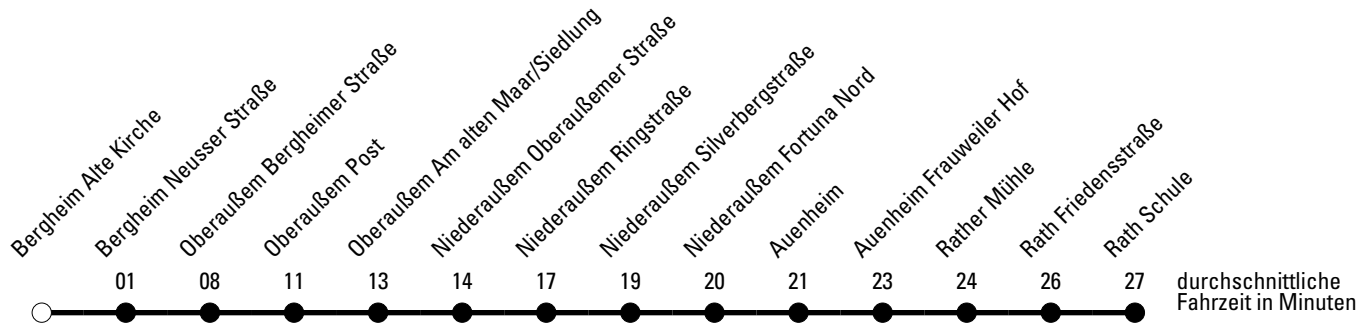 Bergheim Alte Kirche
Bergheim Neusser Straße
Oberaußem Bergheimer Straße
Oberaußem Post
Oberaußem Am alten Maar/Siedlung
Niederaußem Oberaußemer Straße
Niederaußem Ringstraße
Niederaußem Silverbergstraße
Niederaußem Fortuna Nord
Auenheim
Auenheim Frauweiler Hof
Rather Mühle
Rath Friedensstraße
Rath Schule
01 08 11 13 14 17 19 20 21 23 24 26 27
durchschnittliche
Fahrzeit in Minuten